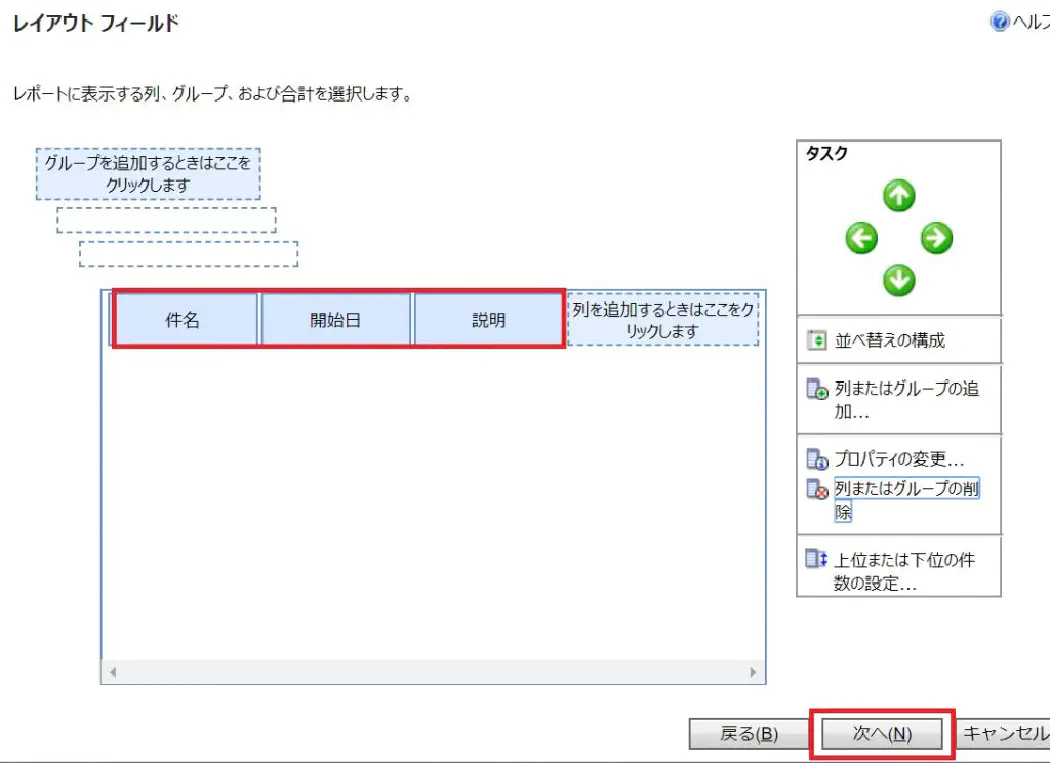 レイアウト フィールド
ヘルプ
レポートに表示する列、グループ、および合計を選択します。
グループを追加するときはここを
クリックします
件名
開始日
説明
列を追加するときはここをク
リックします
タスク
並べ替えの構成
列またはグループの追
加...
プロパティの変更...
列またはグループの削
除
上位または下位の件
数の設定...
戻る(B)
次へ(N)
キャンセル